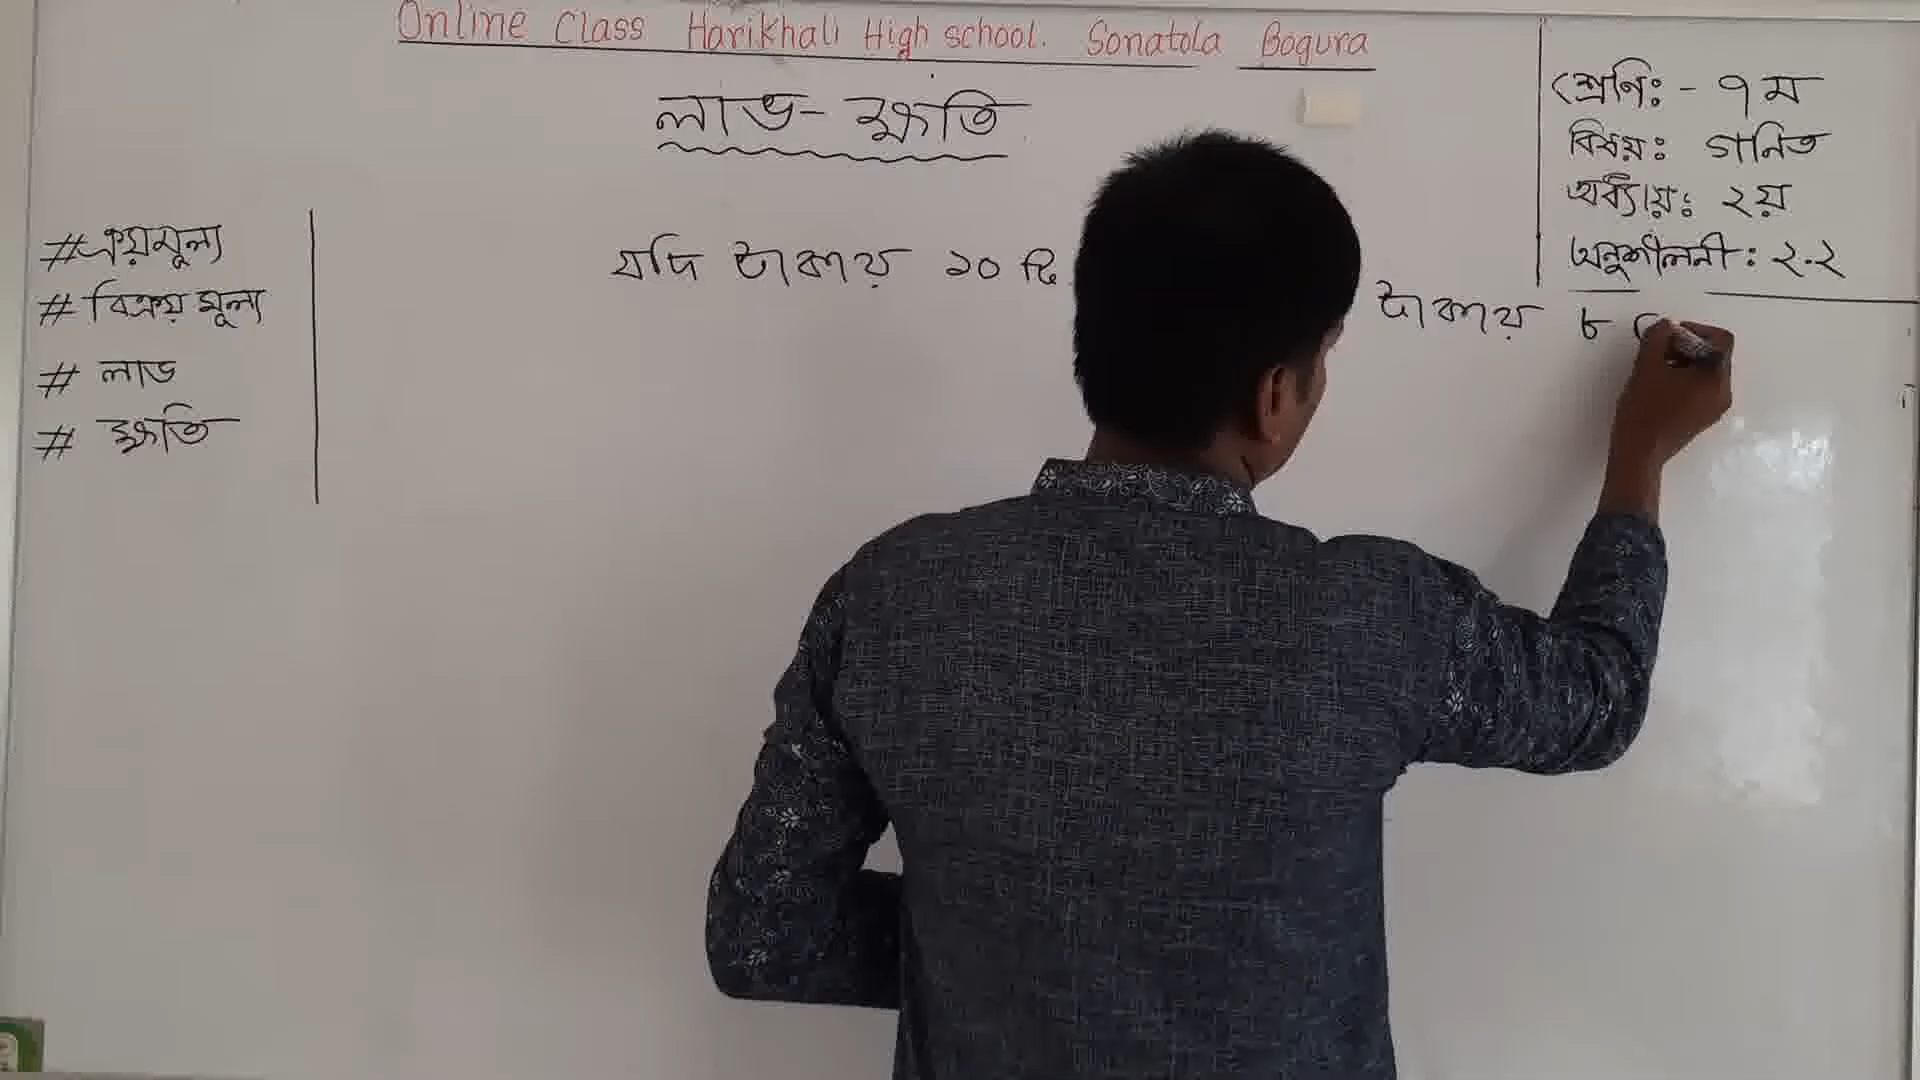 Online Class Harikhali High school. Sonatola Bogura
লাভ- ক্ষতি
শ্রেণিঃ - ৭ম
বিষয়ঃ গনিত
অধ্যায়ঃ ২য়
অনুশীলনী: ২.২
#ক্রয়মূল্য
# বিক্রয় মূল্য
# লাভ
# ক্ষতি
যদি টাকায় ১০ টি
টাকায় ৮